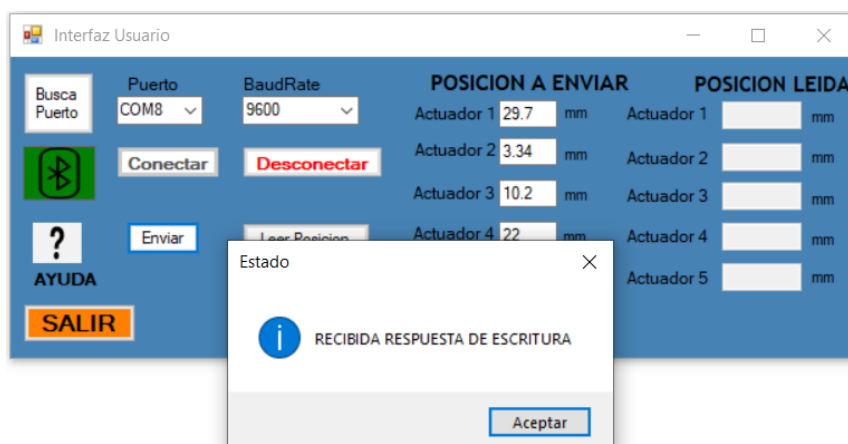 Interfaz Usuario
Busca
Puerto
Puerto
COM8
BaudRate
9600
Conectar
Desconectar
Enviar
Leer Posicion
?
AYUDA
SALIR
POSICION A ENVIAR
Actuador 1 29.7 mm
Actuador 2 3.34 mm
Actuador 3 10.2 mm
Actuador 4 22 mm
POSICION LEIDA
Actuador 1 mm
Actuador 2 mm
Actuador 3 mm
Actuador 4 mm
Actuador 5 mm
Estado
RECIBIDA RESPUESTA DE ESCRITURA
Aceptar